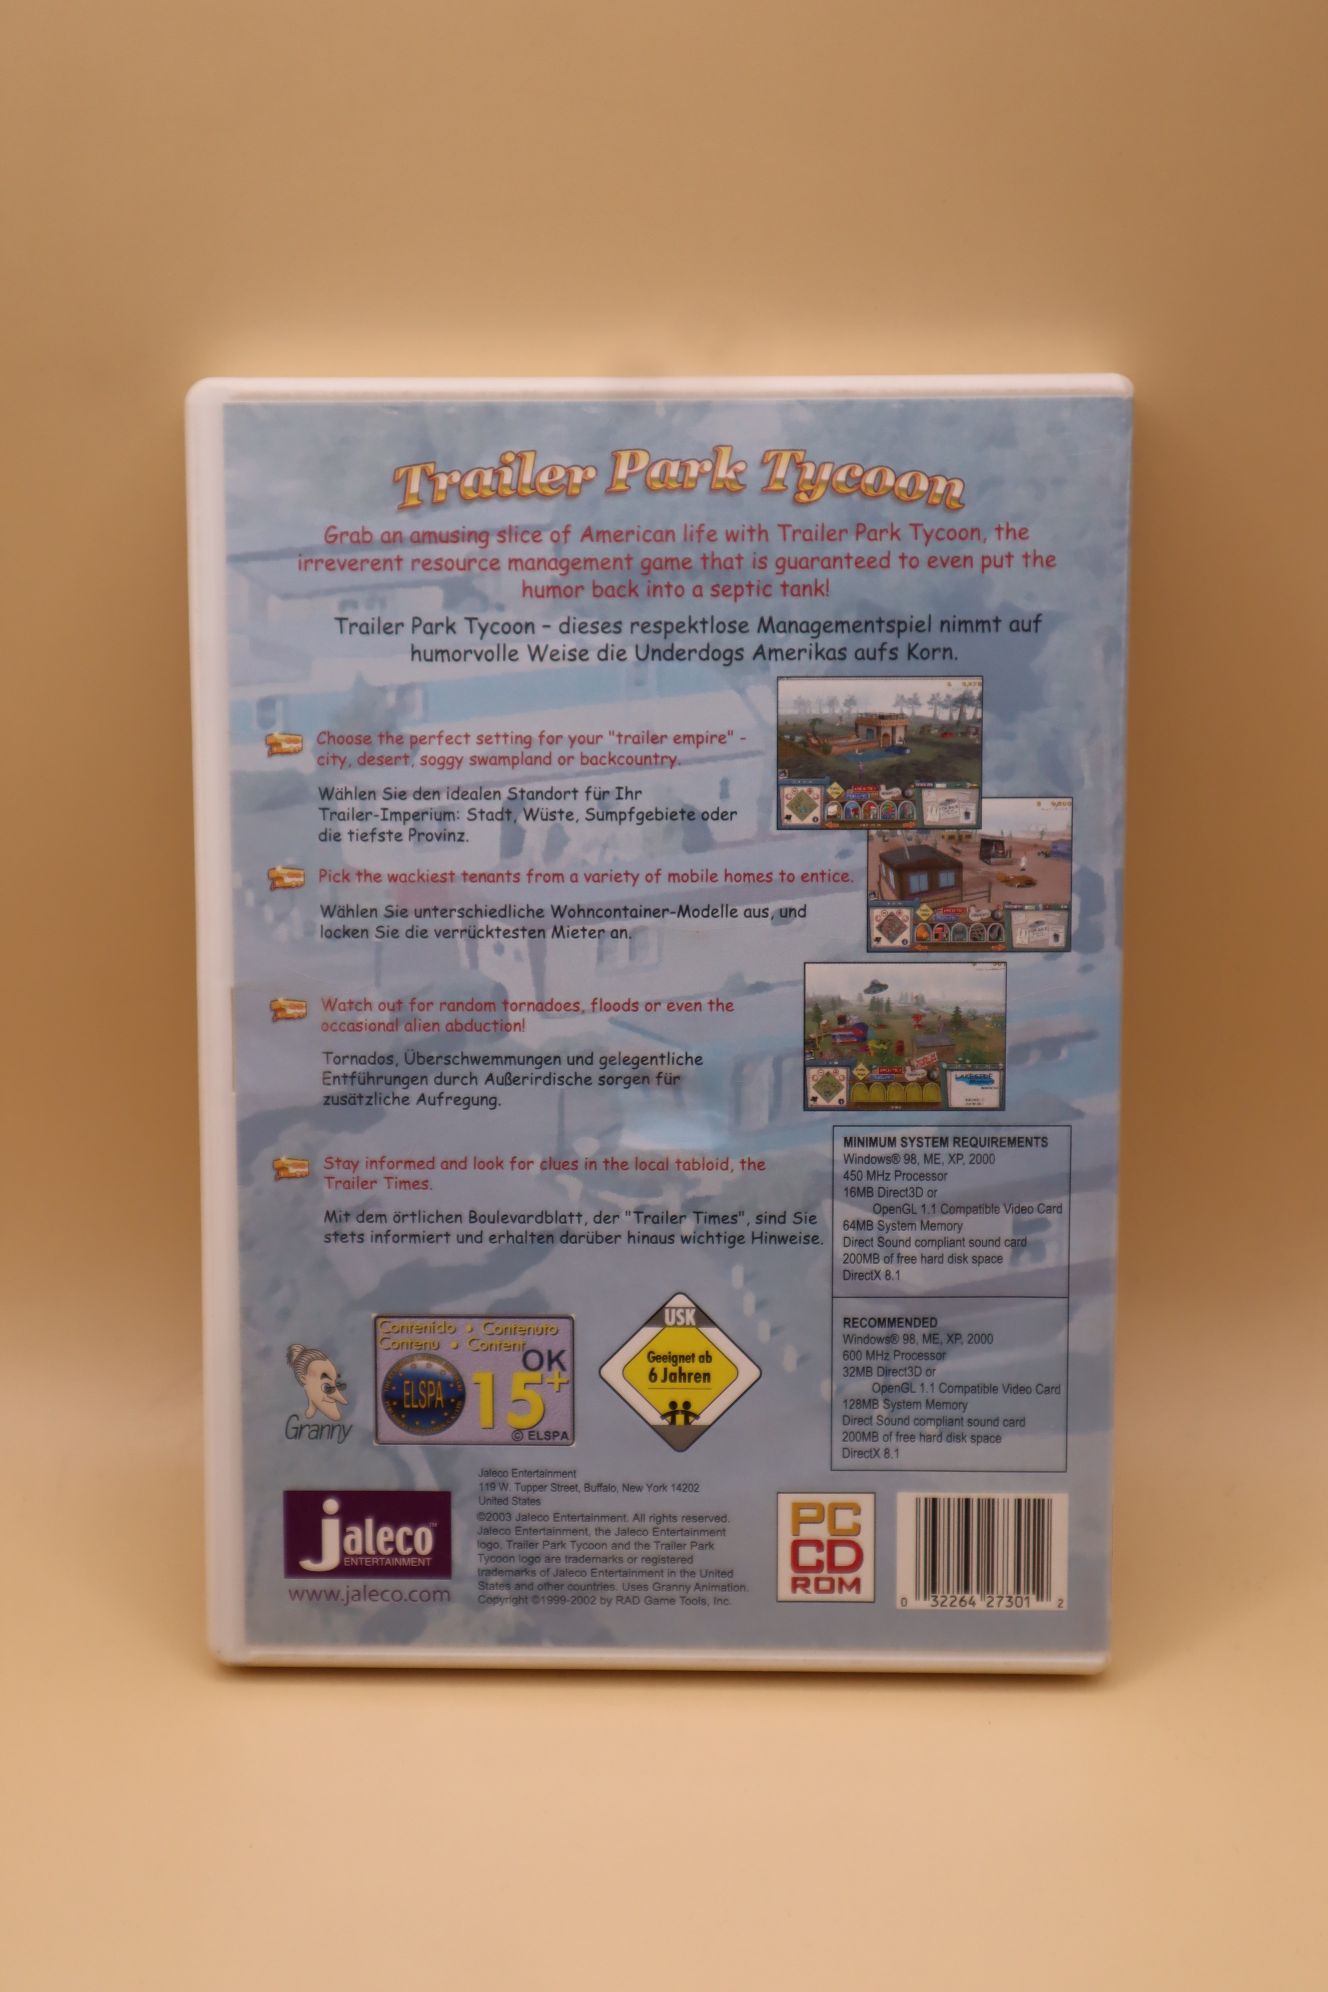 Trailer Park Tycoon
Grab an amusing slice of American life with Trailer Park Tycoon, the
irreverent resource management game that is guaranteed to even put the
humor back into a septic tank!
Trailer Park Tycoon – dieses respektlose Managementspiel nimmt auf
humorvolle Weise die Underdogs Amerikas aufs Korn.
Choose the perfect setting for your "trailer empire" -
city, desert, soggy swampland or backcountry.
Wählen Sie den idealen Standort für Ihr
Trailer-Imperium: Stadt, Wüste, Sumpfgebiete oder
die tiefste Provinz.
Pick the wackiest tenants from a variety of mobile homes to entice.
Wählen Sie unterschiedliche Wohncontainer-Modelle aus, und
locken Sie die verrücktesten Mieter an.
Watch out for random tornadoes, floods or even the
occasional alien abduction!
Tornados, Überschwemmungen und gelegentliche
Entführungen durch Außerirdische sorgen für
zusätzliche Aufregung.
Stay informed and look for clues in the local tabloid, the
Trailer Times.
Mit dem örtlichen Boulevardblatt, der "Trailer Times", sind Sie
stets informiert und erhalten darüber hinaus wichtige Hinweise.
MINIMUM SYSTEM REQUIREMENTS
Windows® 98, ME, XP, 2000
450 MHz Processor
16MB Direct3D or
OpenGL 1.1 Compatible Video Card
64MB System Memory
Direct Sound compliant sound card
200MB of free hard disk space
DirectX 8.1
RECOMMENDED
Windows® 98, ME, XP, 2000
600 MHz Processor
32MB Direct3D or
OpenGL 1.1 Compatible Video Card
128MB System Memory
Direct Sound compliant sound card
200MB of free hard disk space
DirectX 8.1
Granny
Contenido • Contenuto
Contenu • Content
OK
ELSPA
15+
© ELSPA
USK
Geeignet ab
6 Jahren
jaleco™
ENTERTAINMENT
www.jaleco.com
Jaleco Entertainment
119 W. Tupper Street, Buffalo, New York 14202
United States
©2003 Jaleco Entertainment. All rights reserved.
Jaleco Entertainment, the Jaleco Entertainment
logo, Trailer Park Tycoon and the Trailer Park
Tycoon logo are trademarks or registered
trademarks of Jaleco Entertainment in the United
States and other countries. Uses Granny Animation.
Copyright ©1999-2002 by RAD Game Tools, Inc.
PC
CD
ROM
0 32264 27301 2